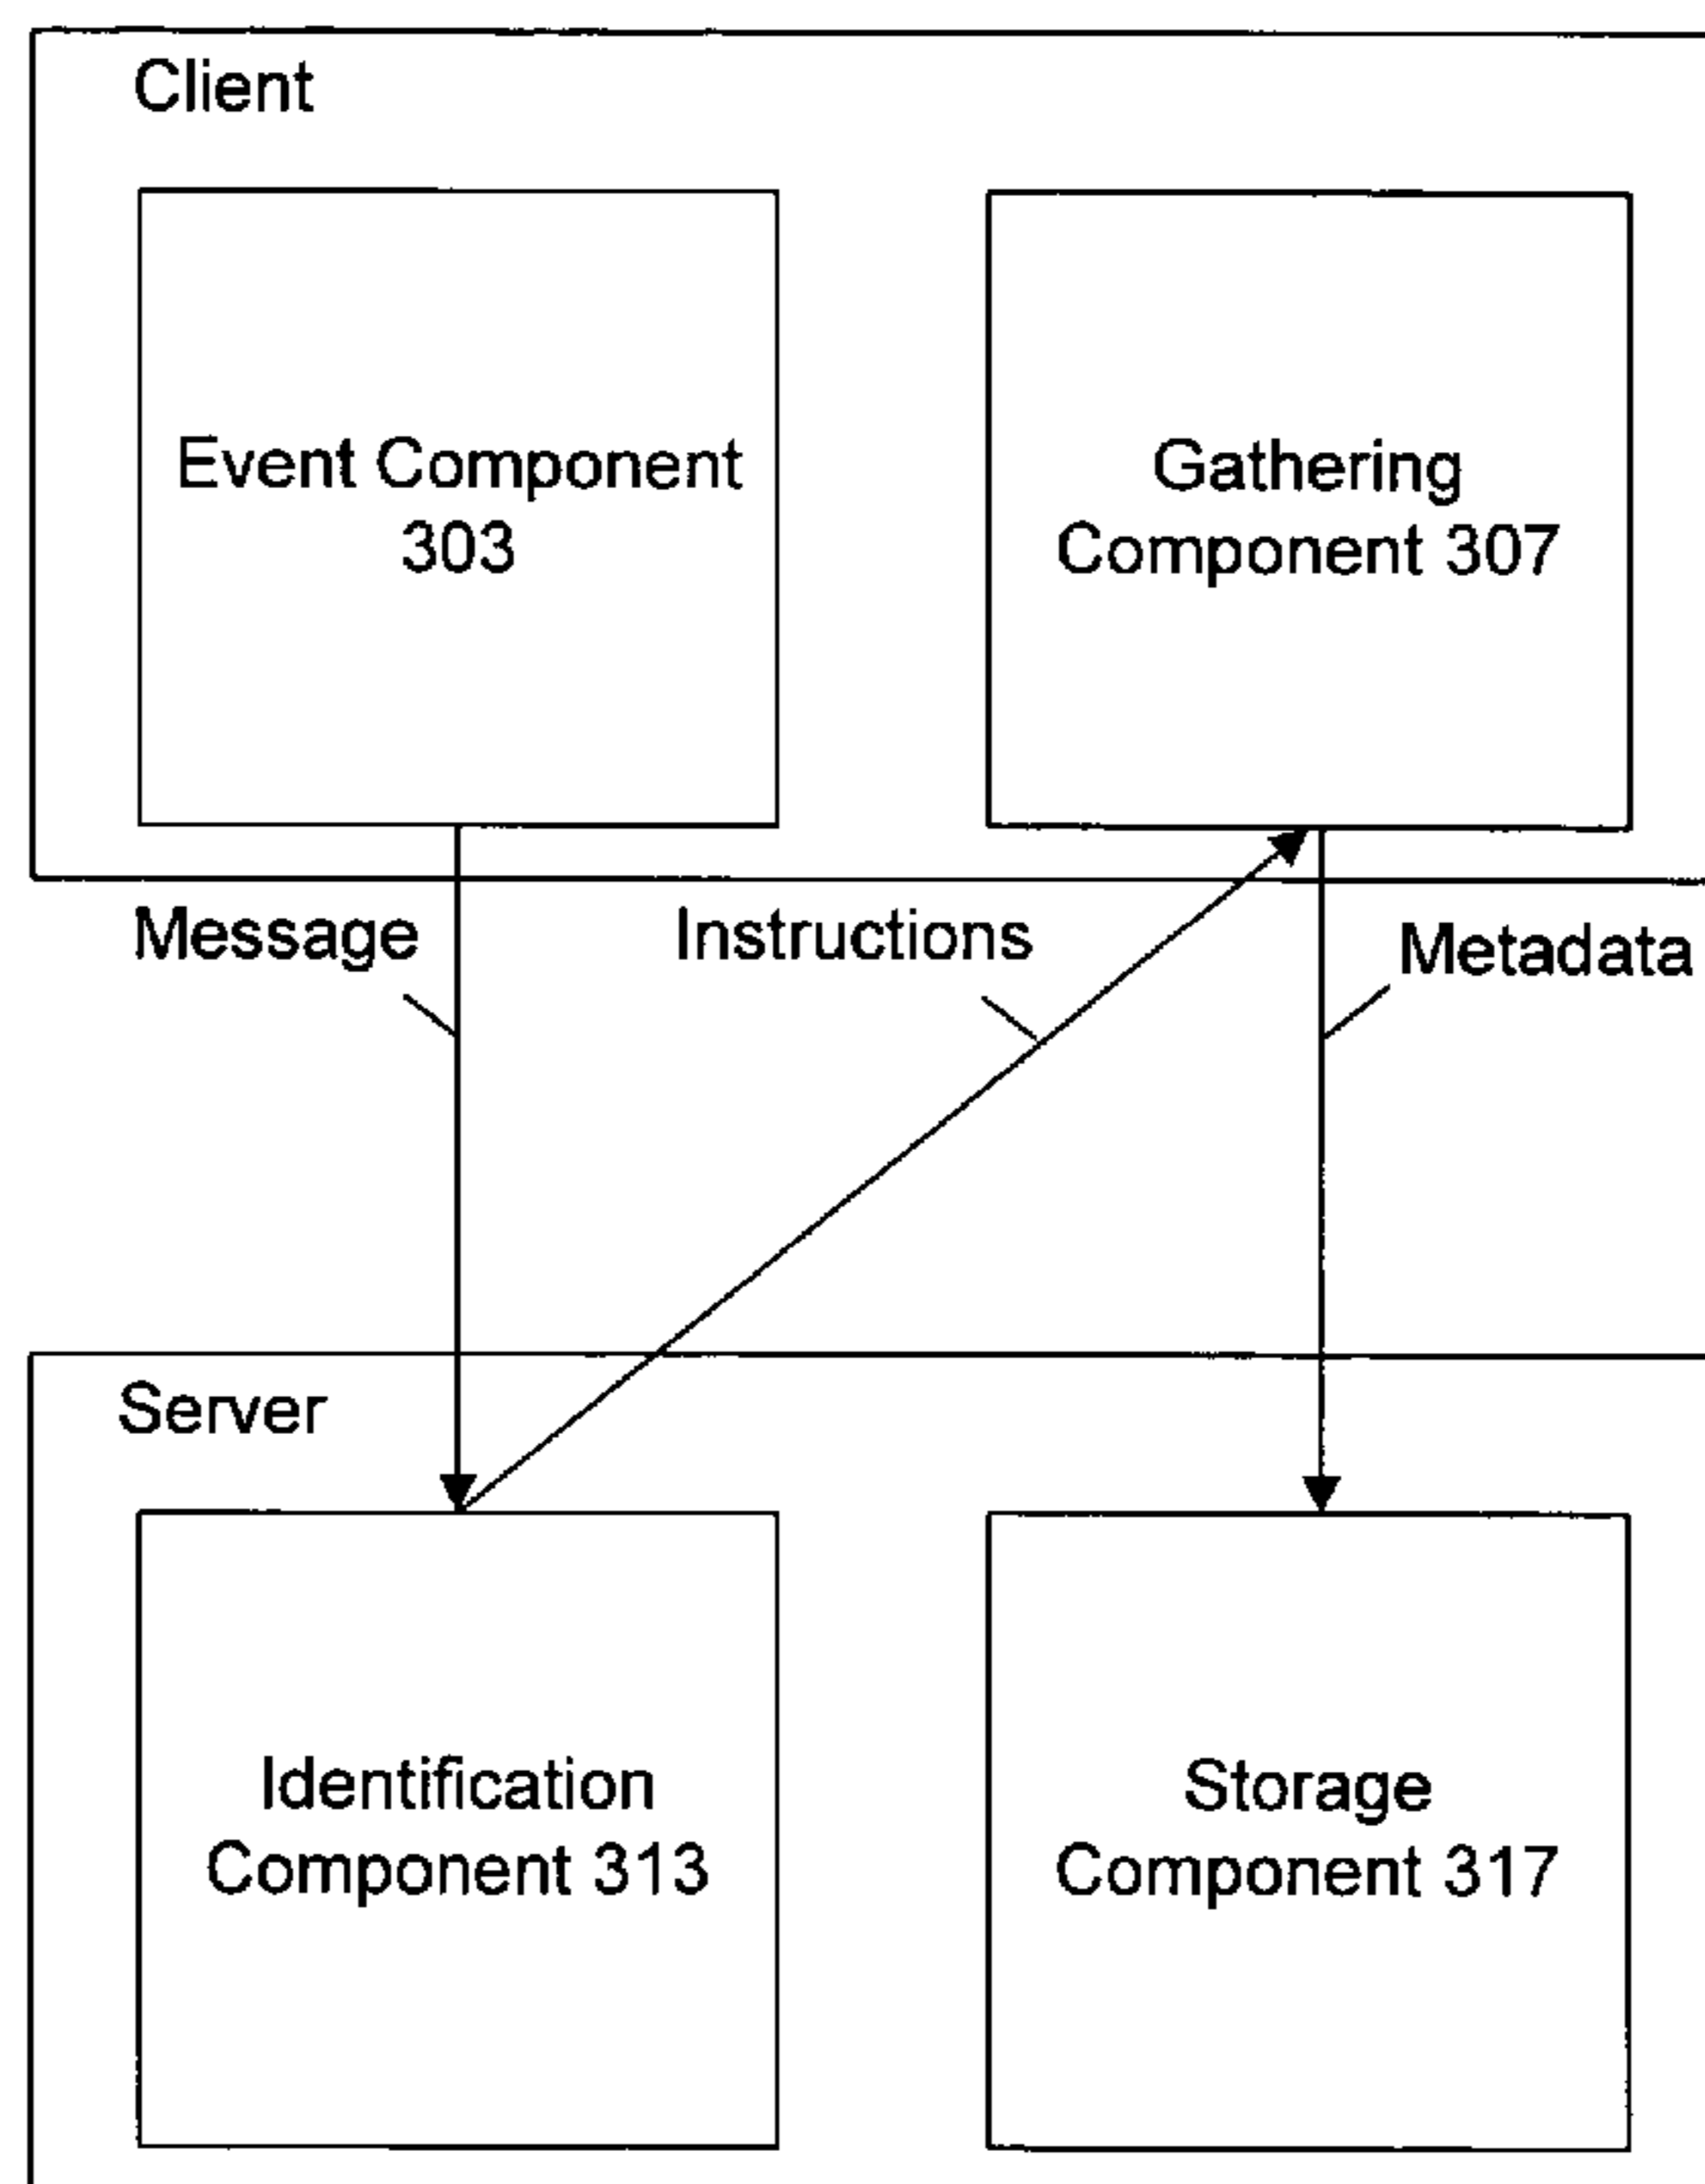 Client
Event Component
303
Gathering
Component 307
Message
Instructions
Metadata
Server
Identification
Component 313
Storage
Component 317